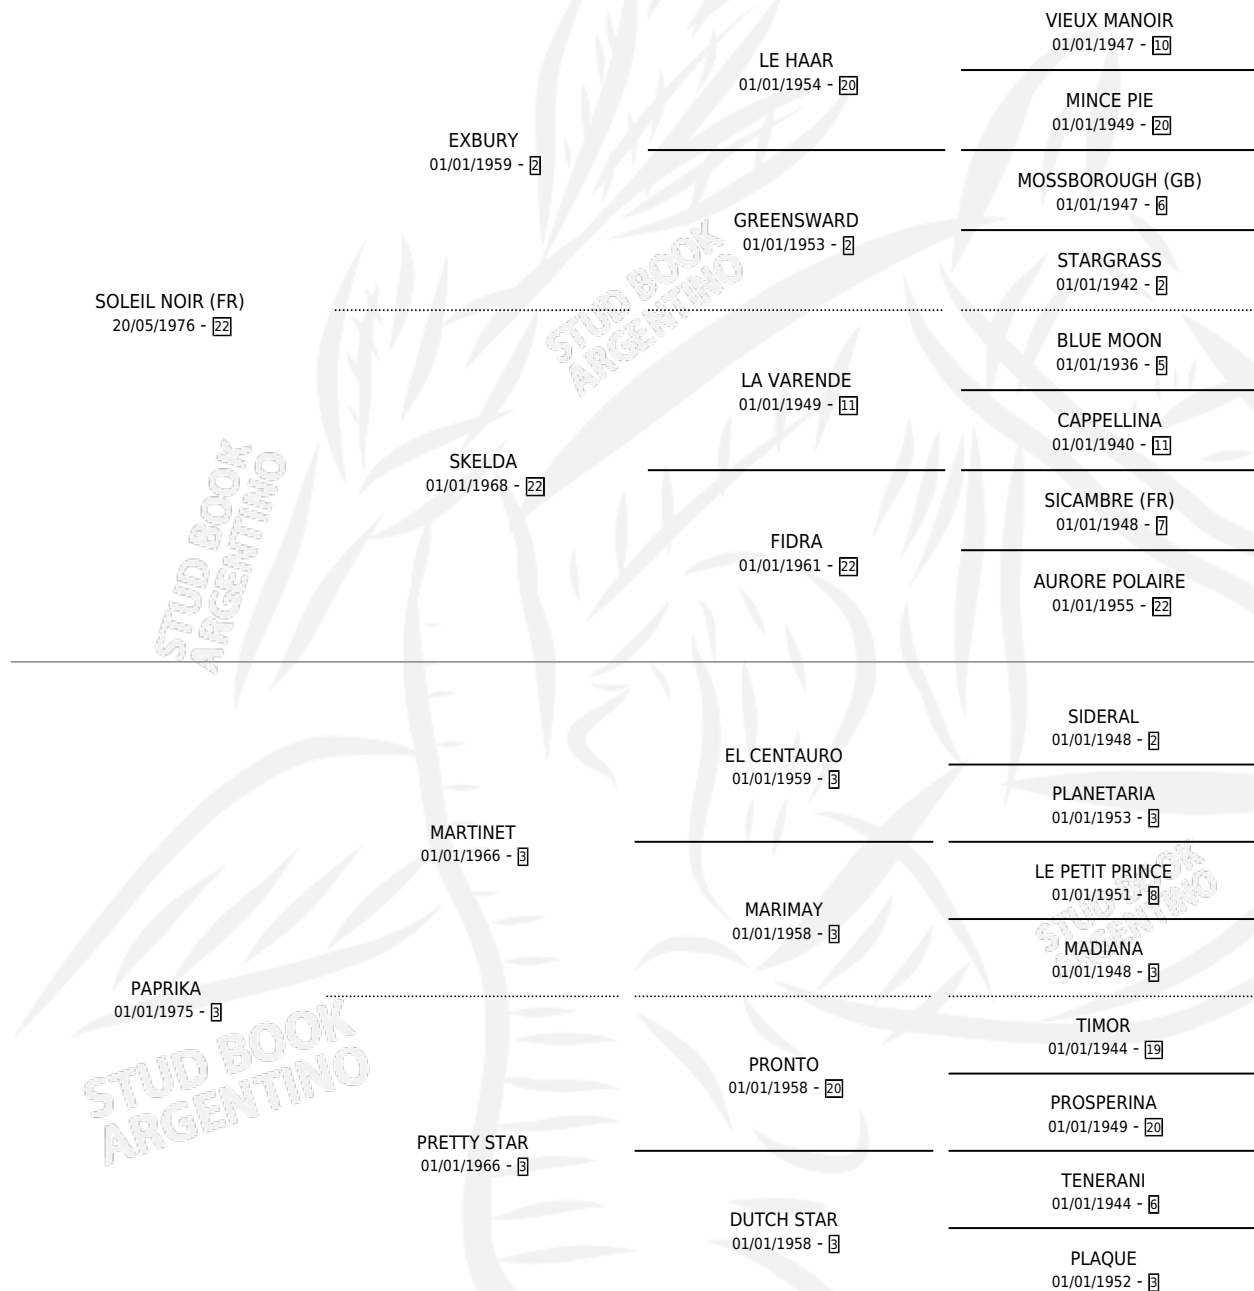 VIEUX MANOIR
01/01/1947 - 10
LE HAAR
01/01/1954 - 20
MINCE PIE
01/01/1949 - 20
EXBURY
01/01/1959 - 2
MOSSBOROUGH (GB)
01/01/1947 - 6
GREENSWARD
01/01/1953 - 2
STARGRASS
01/01/1942 - 2
SOLEIL NOIR (FR)
20/05/1976 - 22
BLUE MOON
01/01/1936 - 5
LA VARENDE
01/01/1949 - 11
CAPPELLINA
01/01/1940 - 11
SKELDA
01/01/1968 - 22
SICAMBRE (FR)
01/01/1948 - 7
FIDRA
01/01/1961 - 22
AURORE POLAIRE
01/01/1955 - 22
STUD BOOK
ARGENTINO
STUD BOOK
ARGENTINO
SIDERAL
01/01/1948 - 2
EL CENTAURO
01/01/1959 - 3
PLANETARIA
01/01/1953 - 3
MARTINET
01/01/1966 - 3
LE PETIT PRINCE
01/01/1951 - 8
MARIMAY
01/01/1958 - 3
MADIANA
01/01/1948 - 3
STUD BOOK
ARGENTINO
PAPRIKA
01/01/1975 - 3
TIMOR
01/01/1944 - 19
PRONTO
01/01/1958 - 20
PROSPERINA
01/01/1949 - 20
STUD BOOK
ARGENTINO
PRETTY STAR
01/01/1966 - 3
TENERANI
01/01/1944 - 6
DUTCH STAR
01/01/1958 - 3
PLAQUE
01/01/1952 - 3